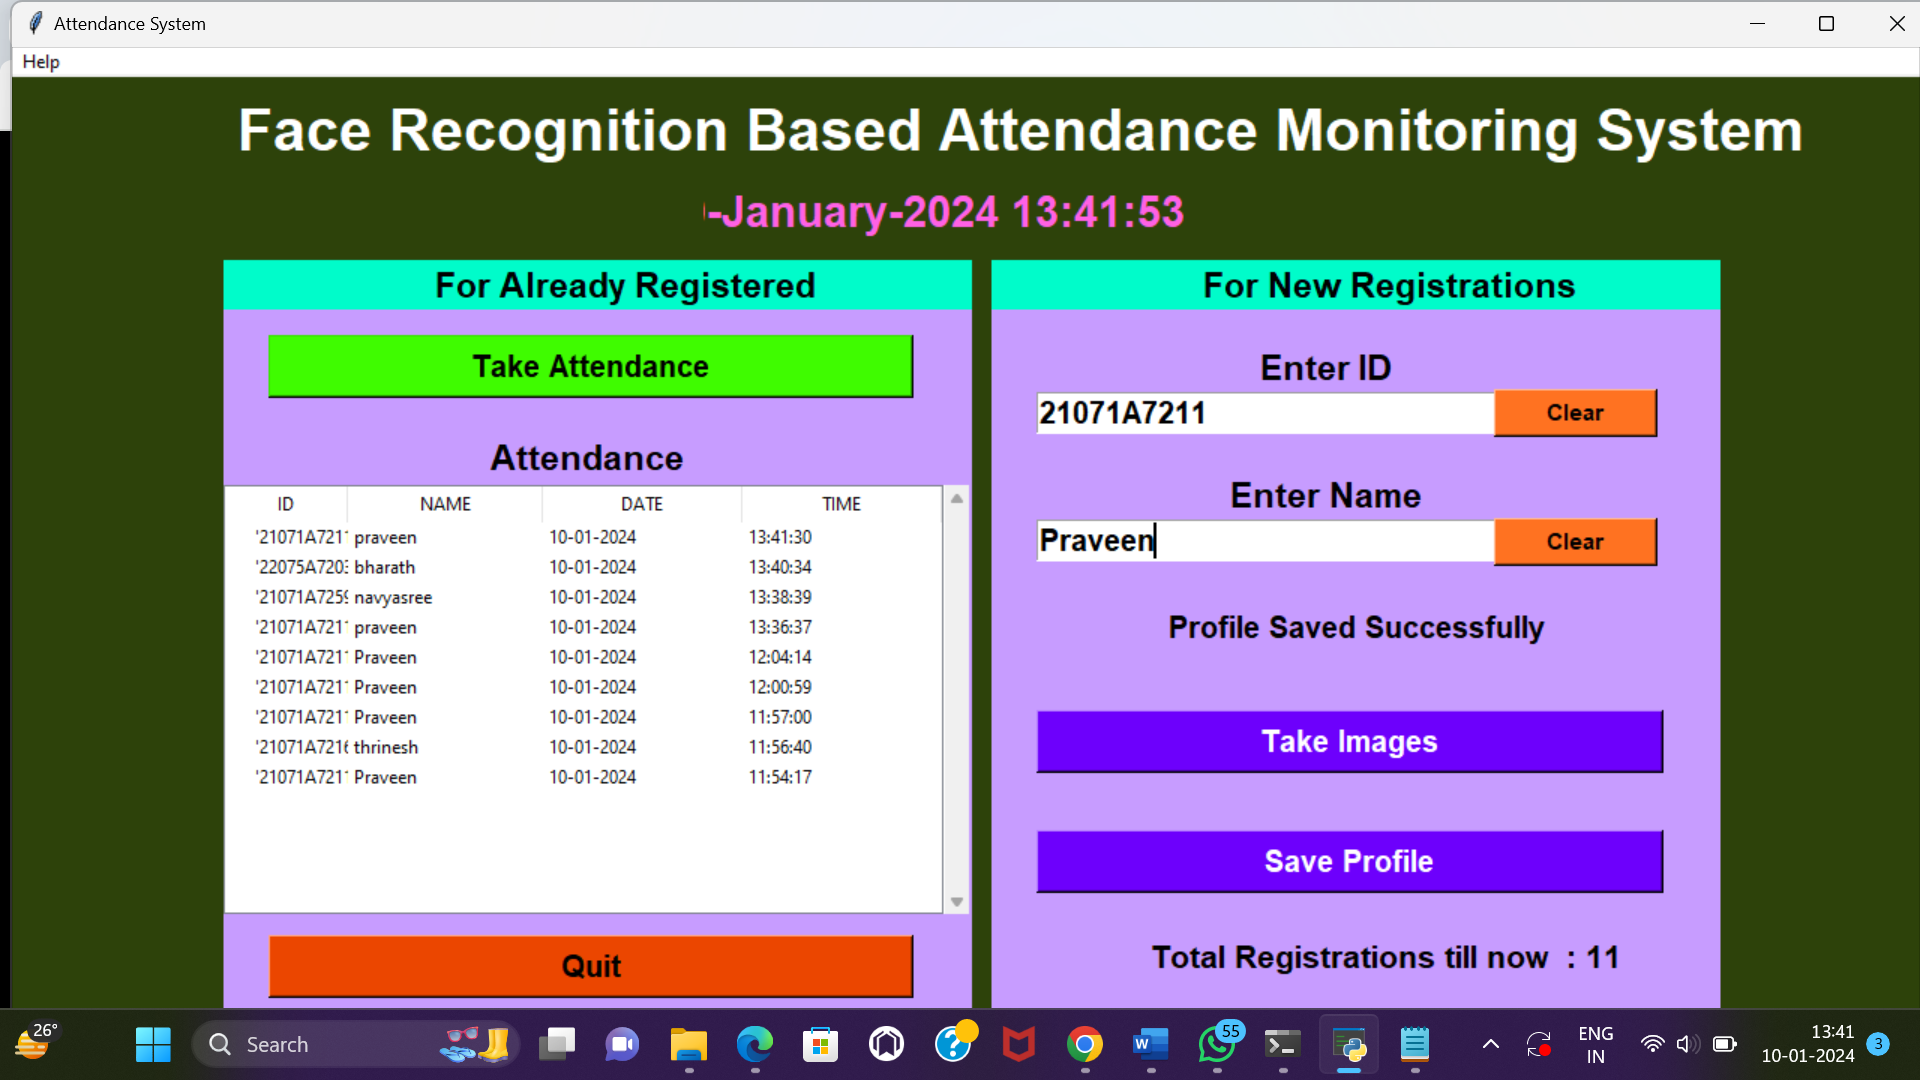 Attendance System
Help
Face Recognition Based Attendance Monitoring System
-January-2024 13:41:53
For Already Registered
Take Attendance
Attendance
ID NAME DATE TIME
'21071A721 praveen 10-01-2024 13:41:30
'22075A720 bharath 10-01-2024 13:40:34
'21071A725 navyasree 10-01-2024 13:38:39
'21071A721 praveen 10-01-2024 13:36:37
'21071A721 Praveen 10-01-2024 12:04:14
'21071A721 Praveen 10-01-2024 12:00:59
'21071A721 Praveen 10-01-2024 11:57:00
'21071A721 thrinesh 10-01-2024 11:56:40
'21071A721 Praveen 10-01-2024 11:54:17
Quit
For New Registrations
Enter ID
21071A7211 Clear
Enter Name
Praveen Clear
Profile Saved Successfully
Take Images
Save Profile
Total Registrations till now : 11
26°
Search
55
ENG
IN
13:41
10-01-2024
3